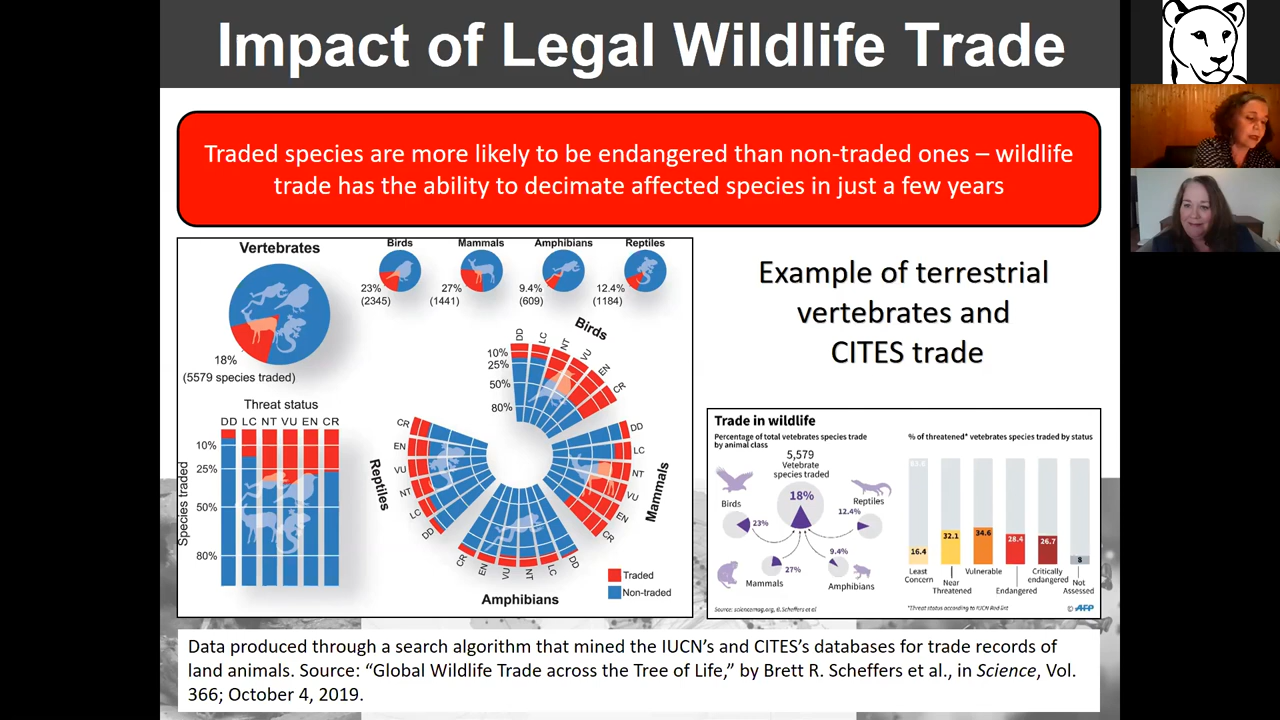 Impact of Legal Wildlife Trade
Traded species are more likely to be endangered than non-traded ones – wildlife
trade has the ability to decimate affected species in just a few years
Vertebrates
18%
(5579 species traded)
Birds
23%
(2345)
Mammals
27%
(1441)
Amphibians
9.4%
(609)
Reptiles
12.4%
(1184)
Threat status
DD LC NT VU EN CR
Species traded
10%
25%
50%
80%
Birds
DD LC NT VU EN CR
10%
25%
50%
80%
Mammals
DD
LC
NT
VU
EN
CR
Amphibians
CR EN VU NT LC DD
Reptiles
CR
EN
VU
NT
LC
DD
Traded
Non-traded
Example of terrestrial
vertebrates and
CITES trade
Trade in wildlife
Percentage of total vetebrates species trade
by animal class
5,579
Vetebrate
species traded
18%
Birds
23%
Reptiles
12.4%
Mammals
27%
Amphibians
9.4%
Source: sciencemag.org, B.Scheffers et al
% of threatened* vetebrates species traded by status
16.4
32.1
34.6
28.4
26.7
Least
Concern
Near
Threatened
Vulnerable
Endangered
Critically
endangered
Not
Assessed
*Threat status according to IUCN Red list
© AFP
Data produced through a search algorithm that mined the IUCN’s and CITES’s databases for trade records of
land animals. Source: “Global Wildlife Trade across the Tree of Life,” by Brett R. Scheffers et al., in Science, Vol.
366; October 4, 2019.